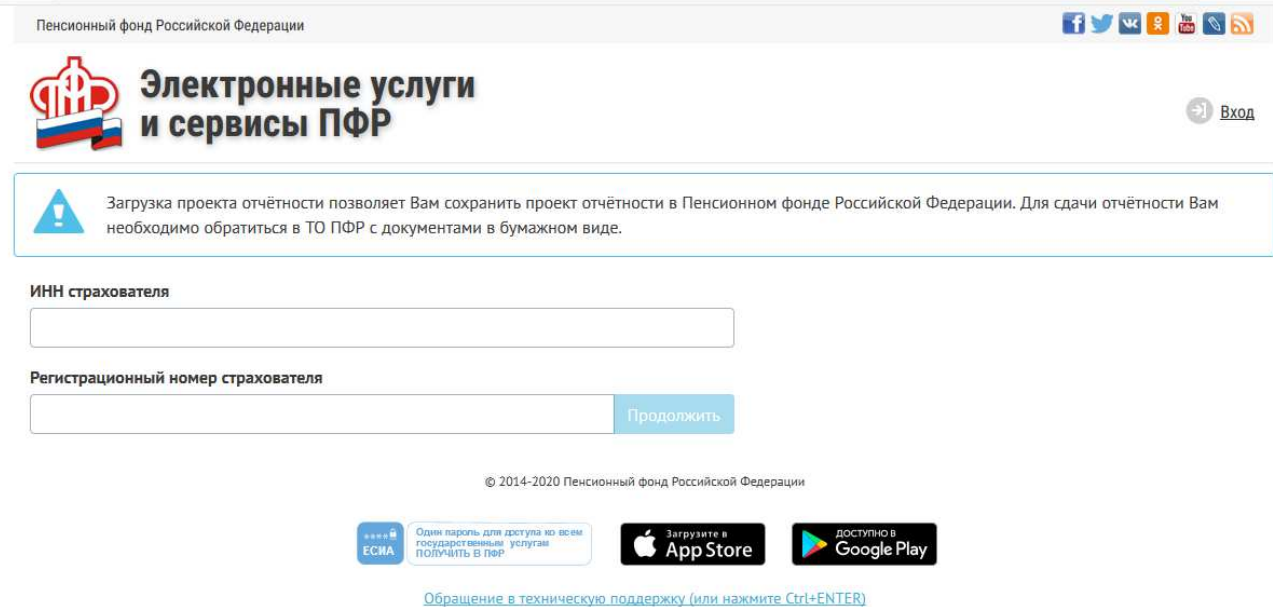 Пенсионный фонд Российской Федерации
You
Tube
ПФР
Электронные услуги
и сервисы ПФР
Вход
Загрузка проекта отчётности позволяет Вам сохранить проект отчётности в Пенсионном фонде Российской Федерации. Для сдачи отчётности Вам
необходимо обратиться в ТО ПФР с документами в бумажном виде.
ИНН страхователя
Регистрационный номер страхователя
Продолжить
© 2014-2020 Пенсионный фонд Российской Федерации
ЕСИА
Один пароль для доступа ко всем
государственным услугам
ПОЛУЧИТЬ В ПФР
Загрузите в
App Store
ДОСТУПНО В
Google Play
Обращение в техническую поддержку (или нажмите Ctrl+ENTER)